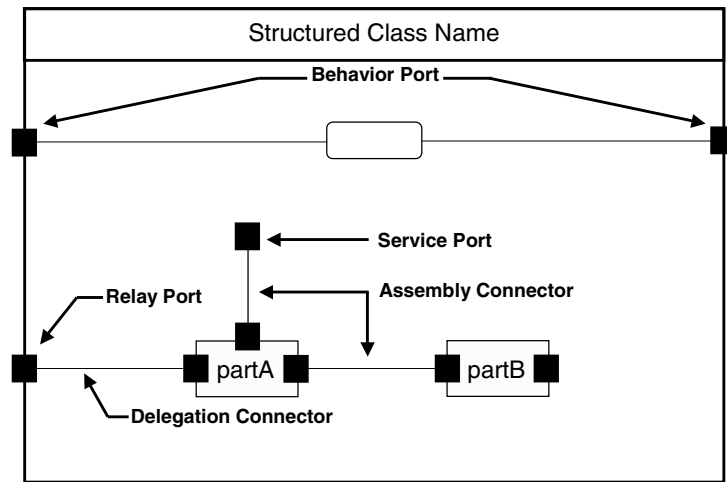 Structured Class Name
Behavior Port
Service Port
Relay Port
Assembly Connector
partA
partB
Delegation Connector